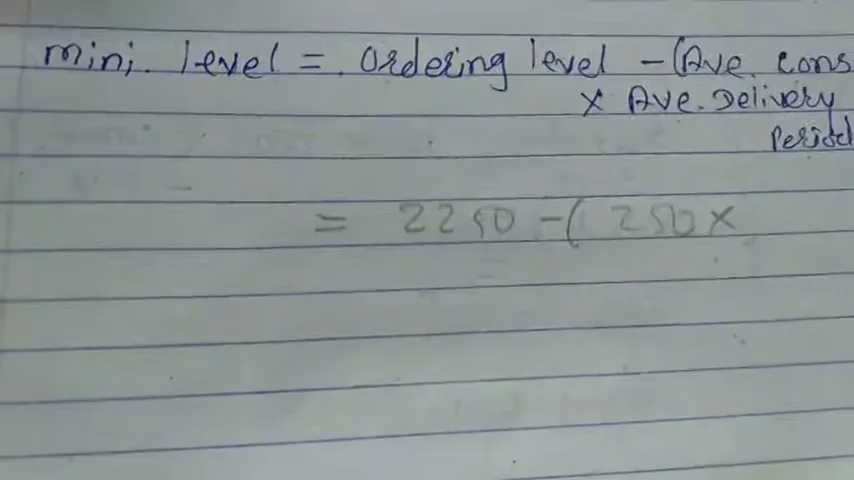 mini. level = ordering level - (Ave. cons
x Ave. Delivery
Period
= 2250 - ( 250 x